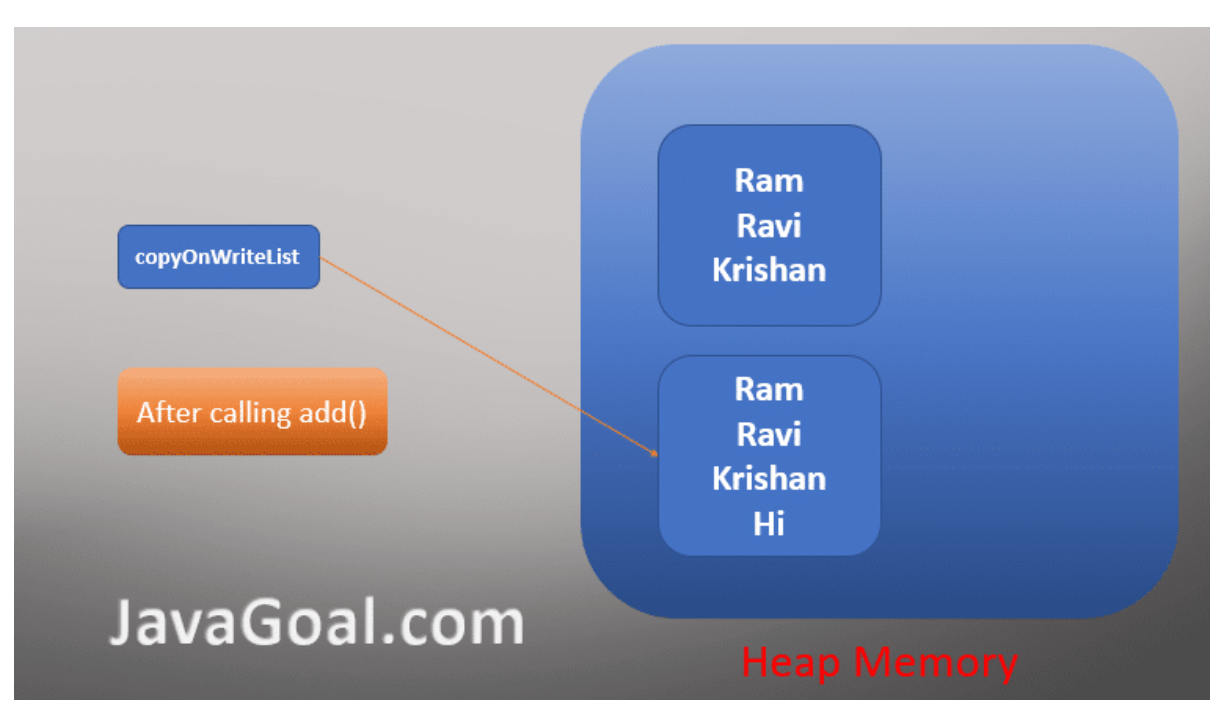 copyOnWriteList
After calling add()
Ram
Ravi
Krishan
Ram
Ravi
Krishan
Hi
JavaGoal.com
Heap Memory